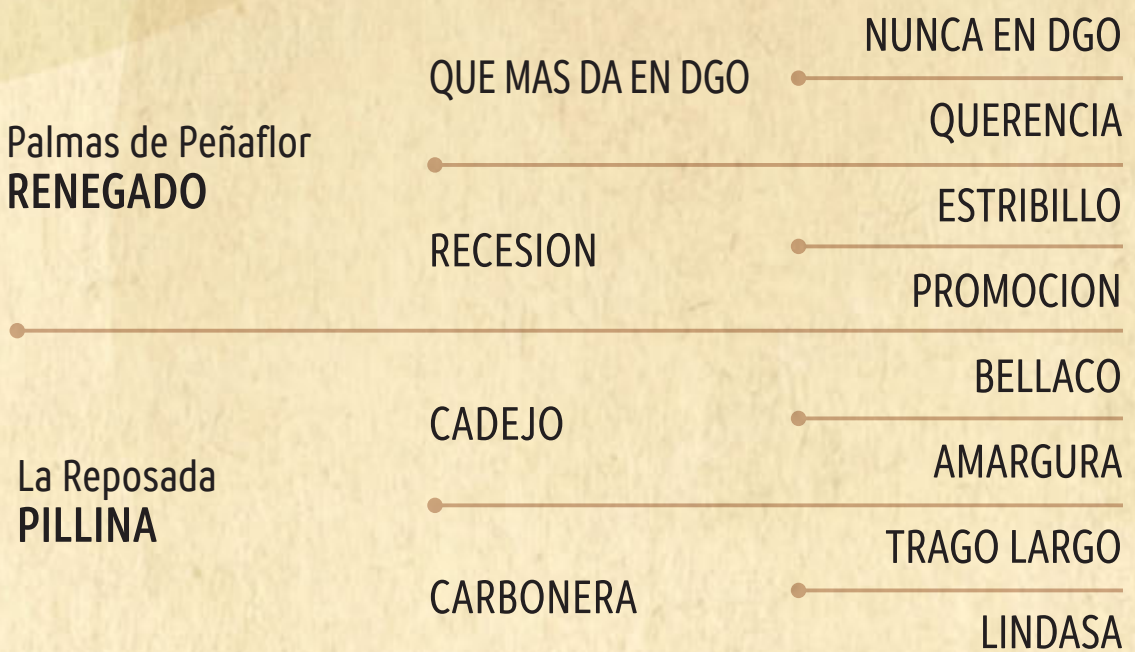 NUNCA EN DGO
QUE MAS DA EN DGO
QUERENCIA
Palmas de Peñaflor
RENEGADO
ESTRIBILLO
RECESION
PROMOCION
BELLACO
CADEJO
AMARGURA
La Reposada
PILLINA
TRAGO LARGO
CARBONERA
LINDASA